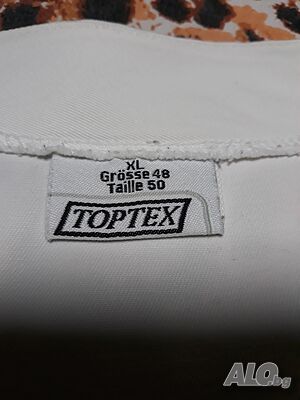 XL
Grösse 48
Taille 50
TOPTEX
ALO.bg